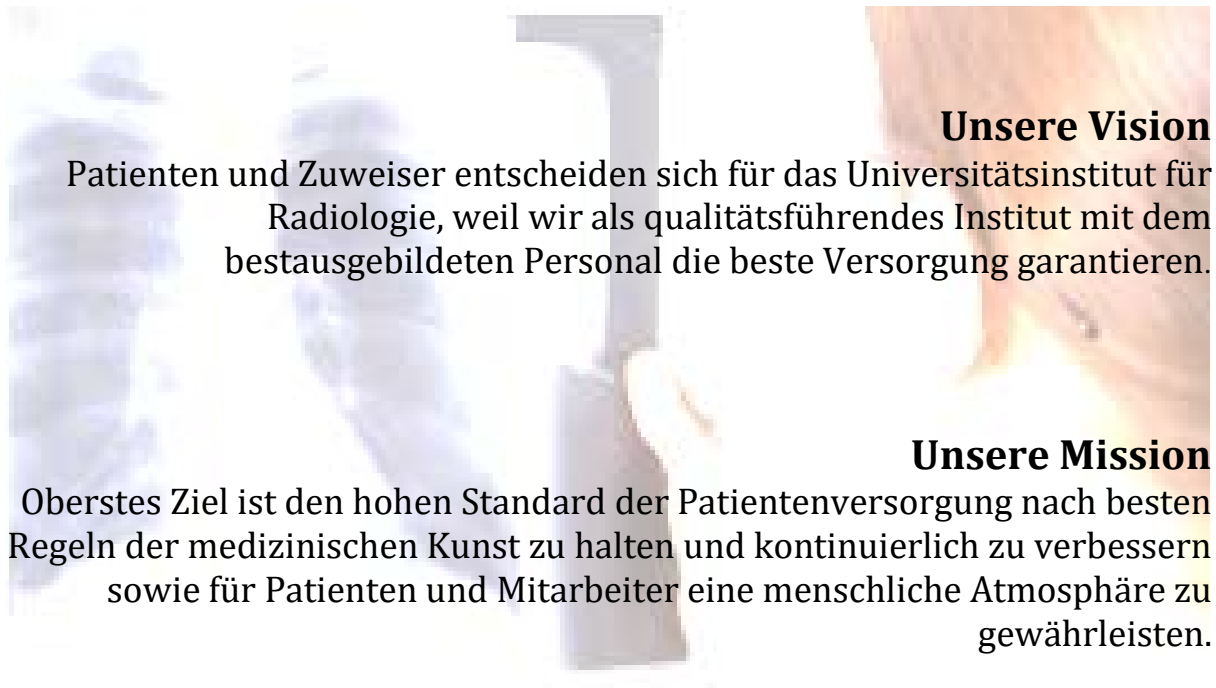 Unsere Vision
Patienten und Zuweiser entscheiden sich für das Universitätsinstitut für
Radiologie, weil wir als qualitätsführendes Institut mit dem
bestausgebildeten Personal die beste Versorgung garantieren.
Unsere Mission
Oberstes Ziel ist den hohen Standard der Patientenversorgung nach besten
Regeln der medizinischen Kunst zu halten und kontinuierlich zu verbessern
sowie für Patienten und Mitarbeiter eine menschliche Atmosphäre zu
gewährleisten.